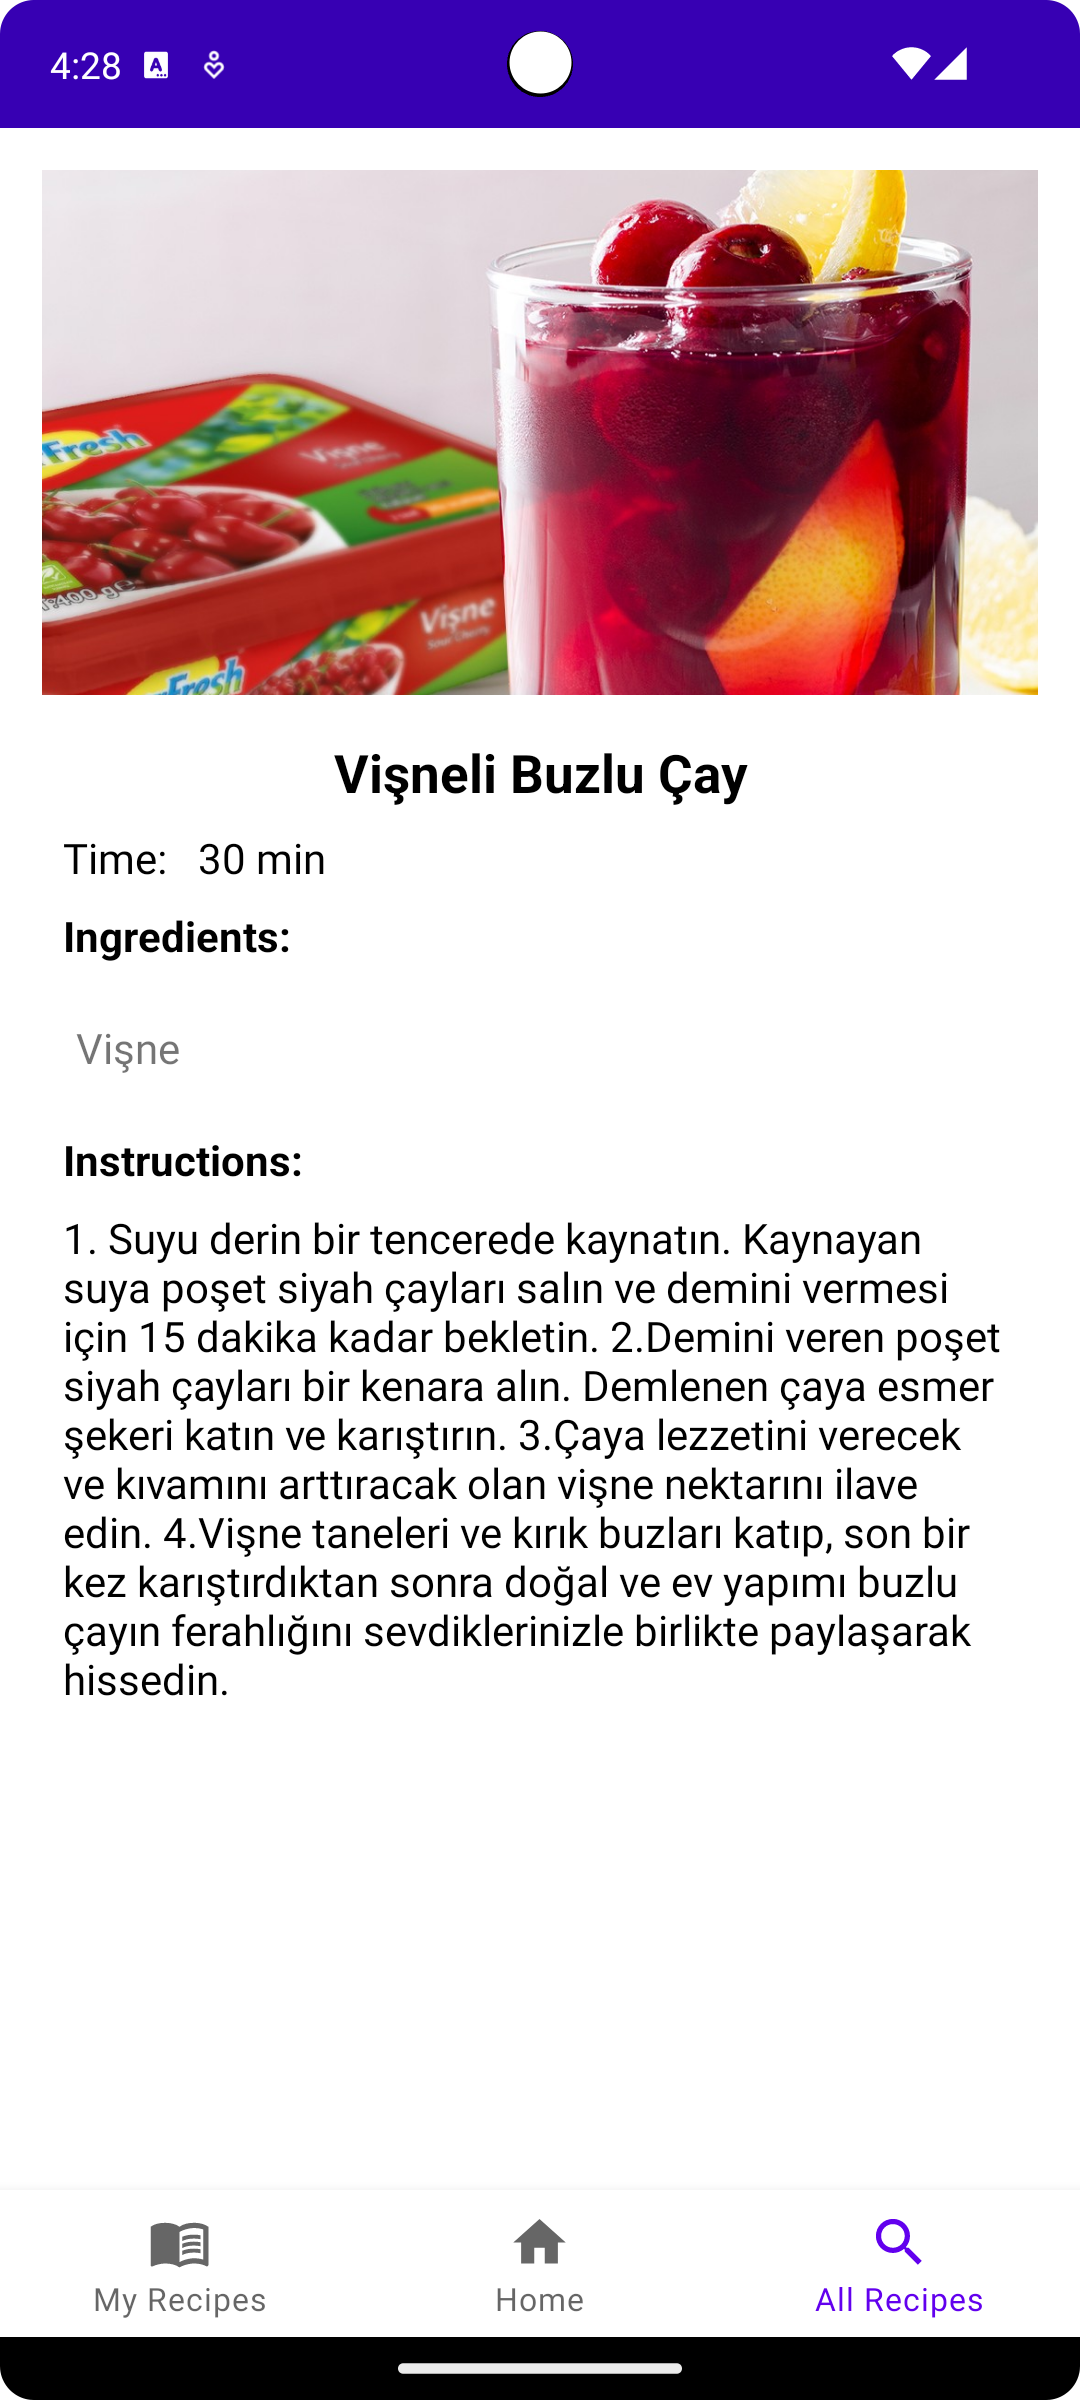 4:28
Fresh
Vişne
400 g
Vişne
Sour Cherry
Fresh
Vişneli Buzlu Çay
Time: 30 min
Ingredients:
Vişne
Instructions:
1. Suyu derin bir tencerede kaynatın. Kaynayan
suya poşet siyah çayları salın ve demini vermesi
için 15 dakika kadar bekletin. 2.Demini veren poşet
siyah çayları bir kenara alın. Demlenen çaya esmer
şekeri katın ve karıştırın. 3.Çaya lezzetini verecek
ve kıvamını arttıracak olan vişne nektarını ilave
edin. 4.Vişne taneleri ve kırık buzları katıp, son bir
kez karıştırdıktan sonra doğal ve ev yapımı buzlu
çayın ferahlığını sevdiklerinizle birlikte paylaşarak
hissedin.
My Recipes
Home
All Recipes